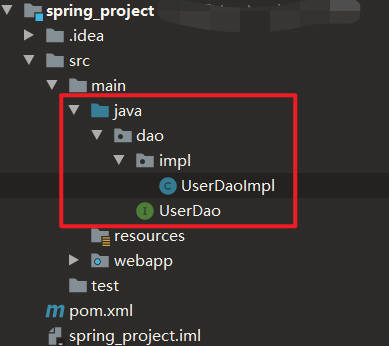 spring_project
.idea
src
main
java
dao
impl
C UserDaoImpl
I UserDao
resources
webapp
test
m pom.xml
spring_project.iml